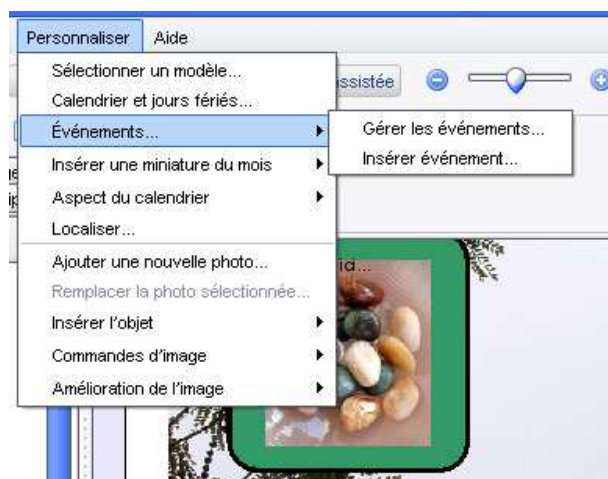 Personnaliser Aide
Sélectionner un modèle...
ssistée
Calendrier et jours fériés...
Événements...
Gérer les événements...
Insérer événement...
Insérer une miniature du mois
Aspect du calendrier
Localiser...
Ajouter une nouvelle photo...
ici...
Remplacer la photo sélectionnée...
Insérer l'objet
Commandes d'image
Amélioration de l'image